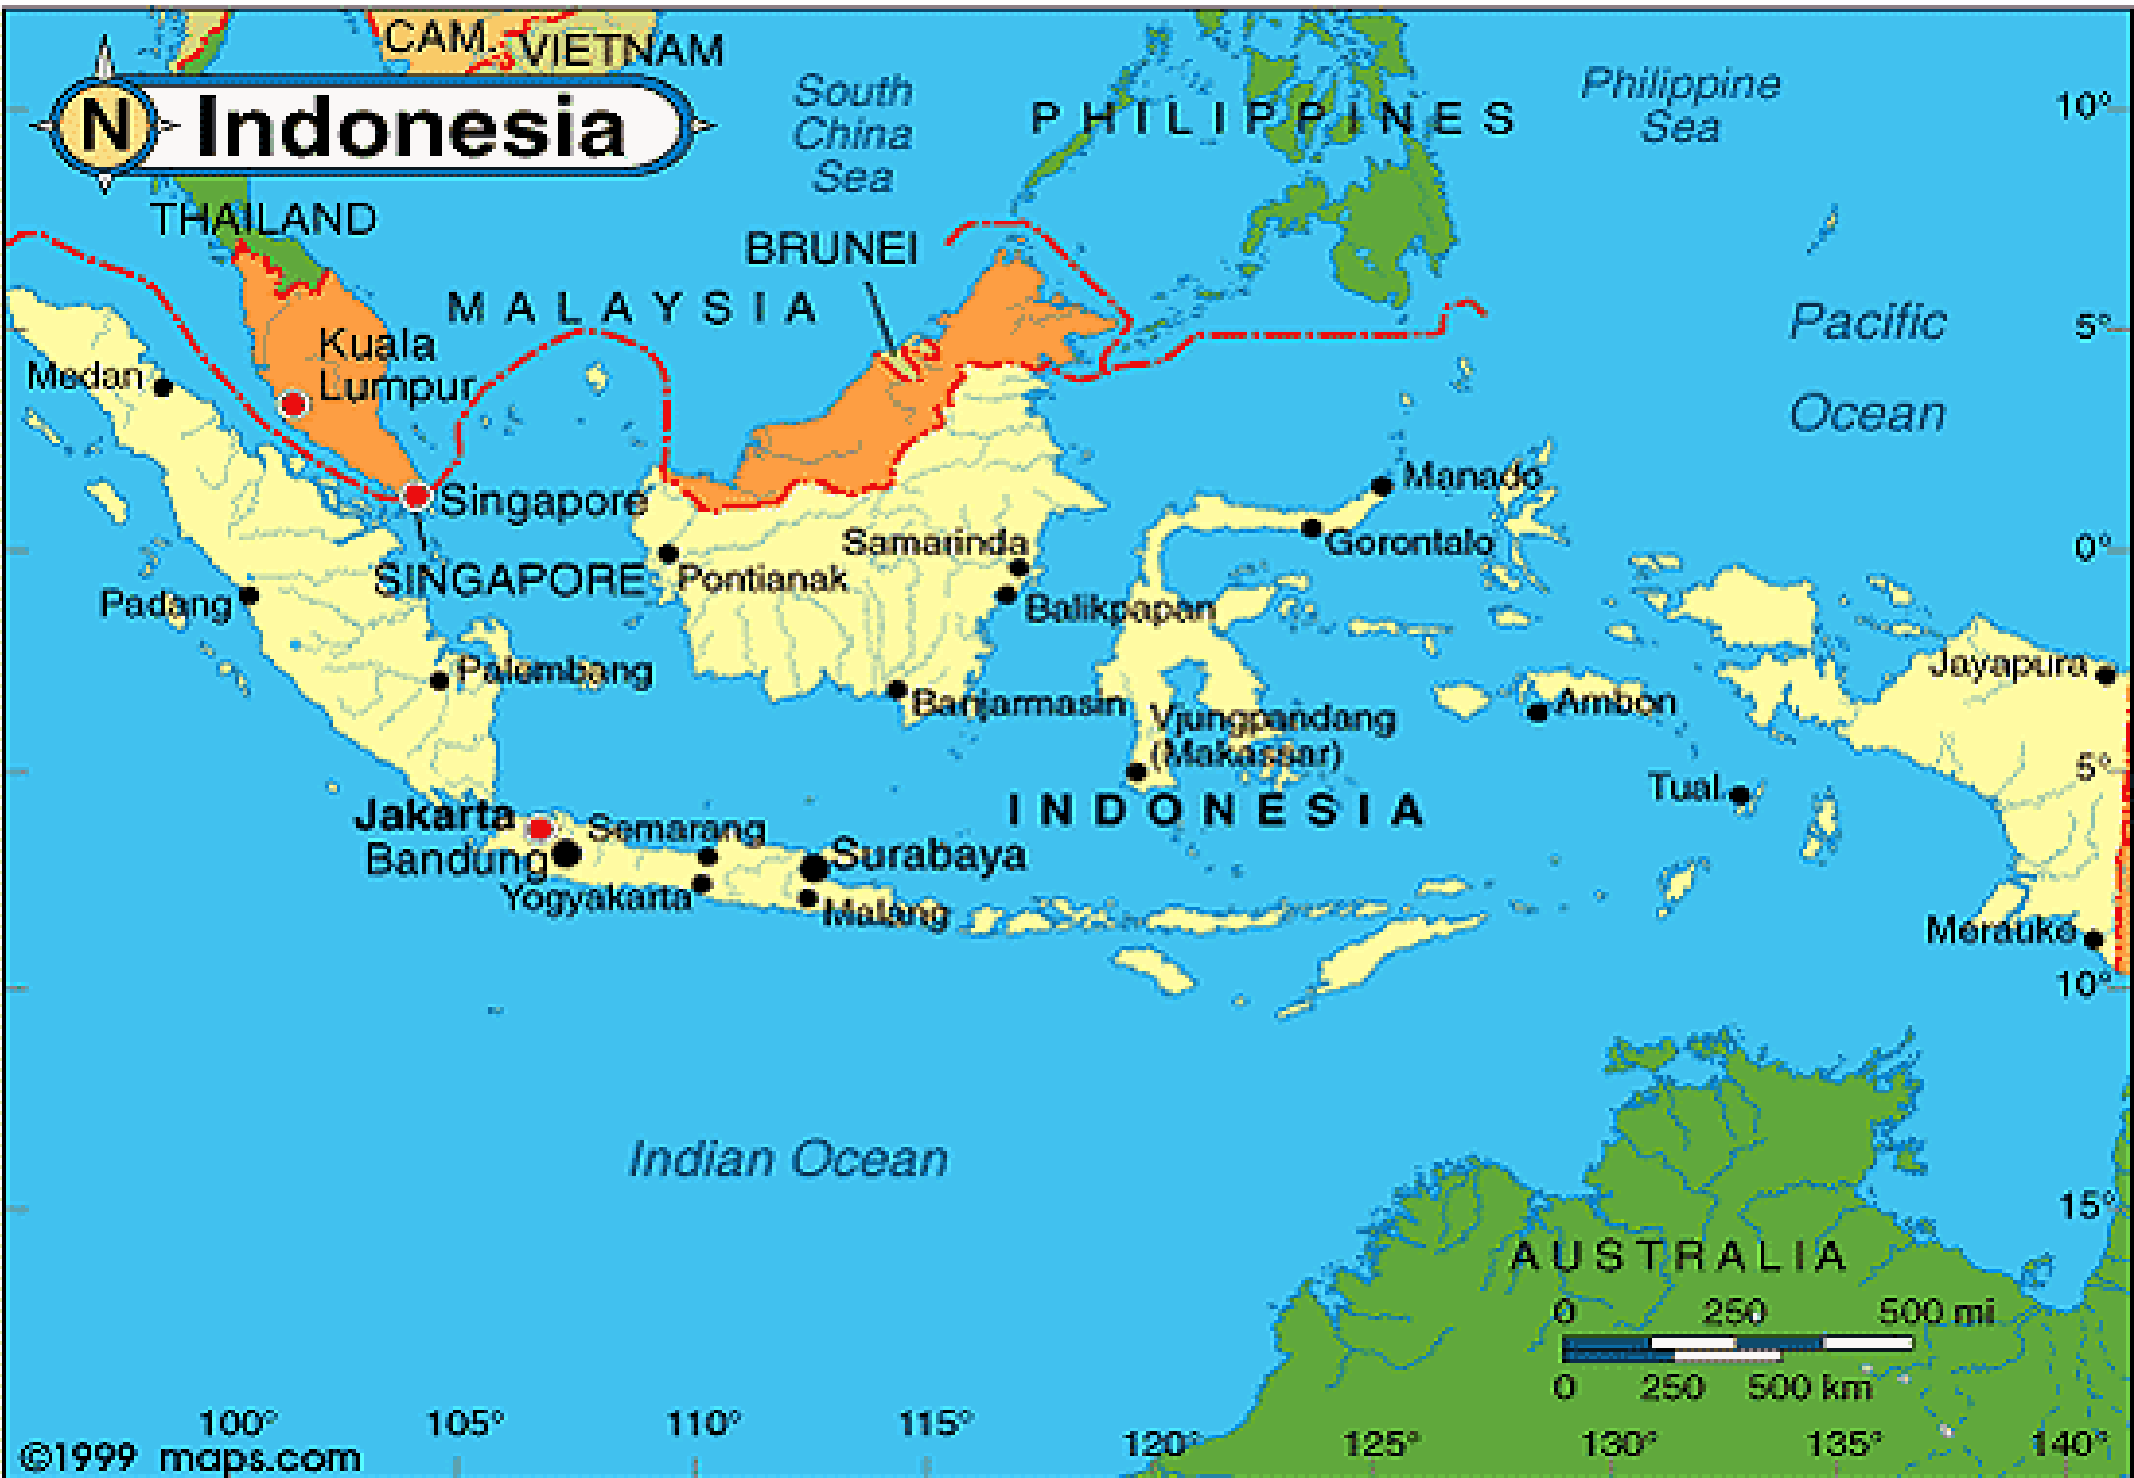 CAM.
VIETNAM
N
Indonesia
South
China
Sea
PHILIPPINES
Philippine
Sea
10°
THAILAND
BRUNEI
MALAYSIA
Pacific
Ocean
5°
Kuala
Lumpur
Medan
Singapore
SINGAPORE
Manado
Gorontalo
0°
Samarinda
Pontianak
Balikpapan
Padang
Palembang
Banjarmasin
Vjungpandang
(Makassar)
Ambon
Jayapura
5°
Tual
INDONESIA
Jakarta
Bandung
Semarang
Surabaya
Yogyakarta
Malang
Merauke
10°
Indian Ocean
15°
AUSTRALIA
0 250 500 mi
0 250 500 km
100° 105° 110° 115° 120° 125° 130° 135° 140°
©1999 maps.com